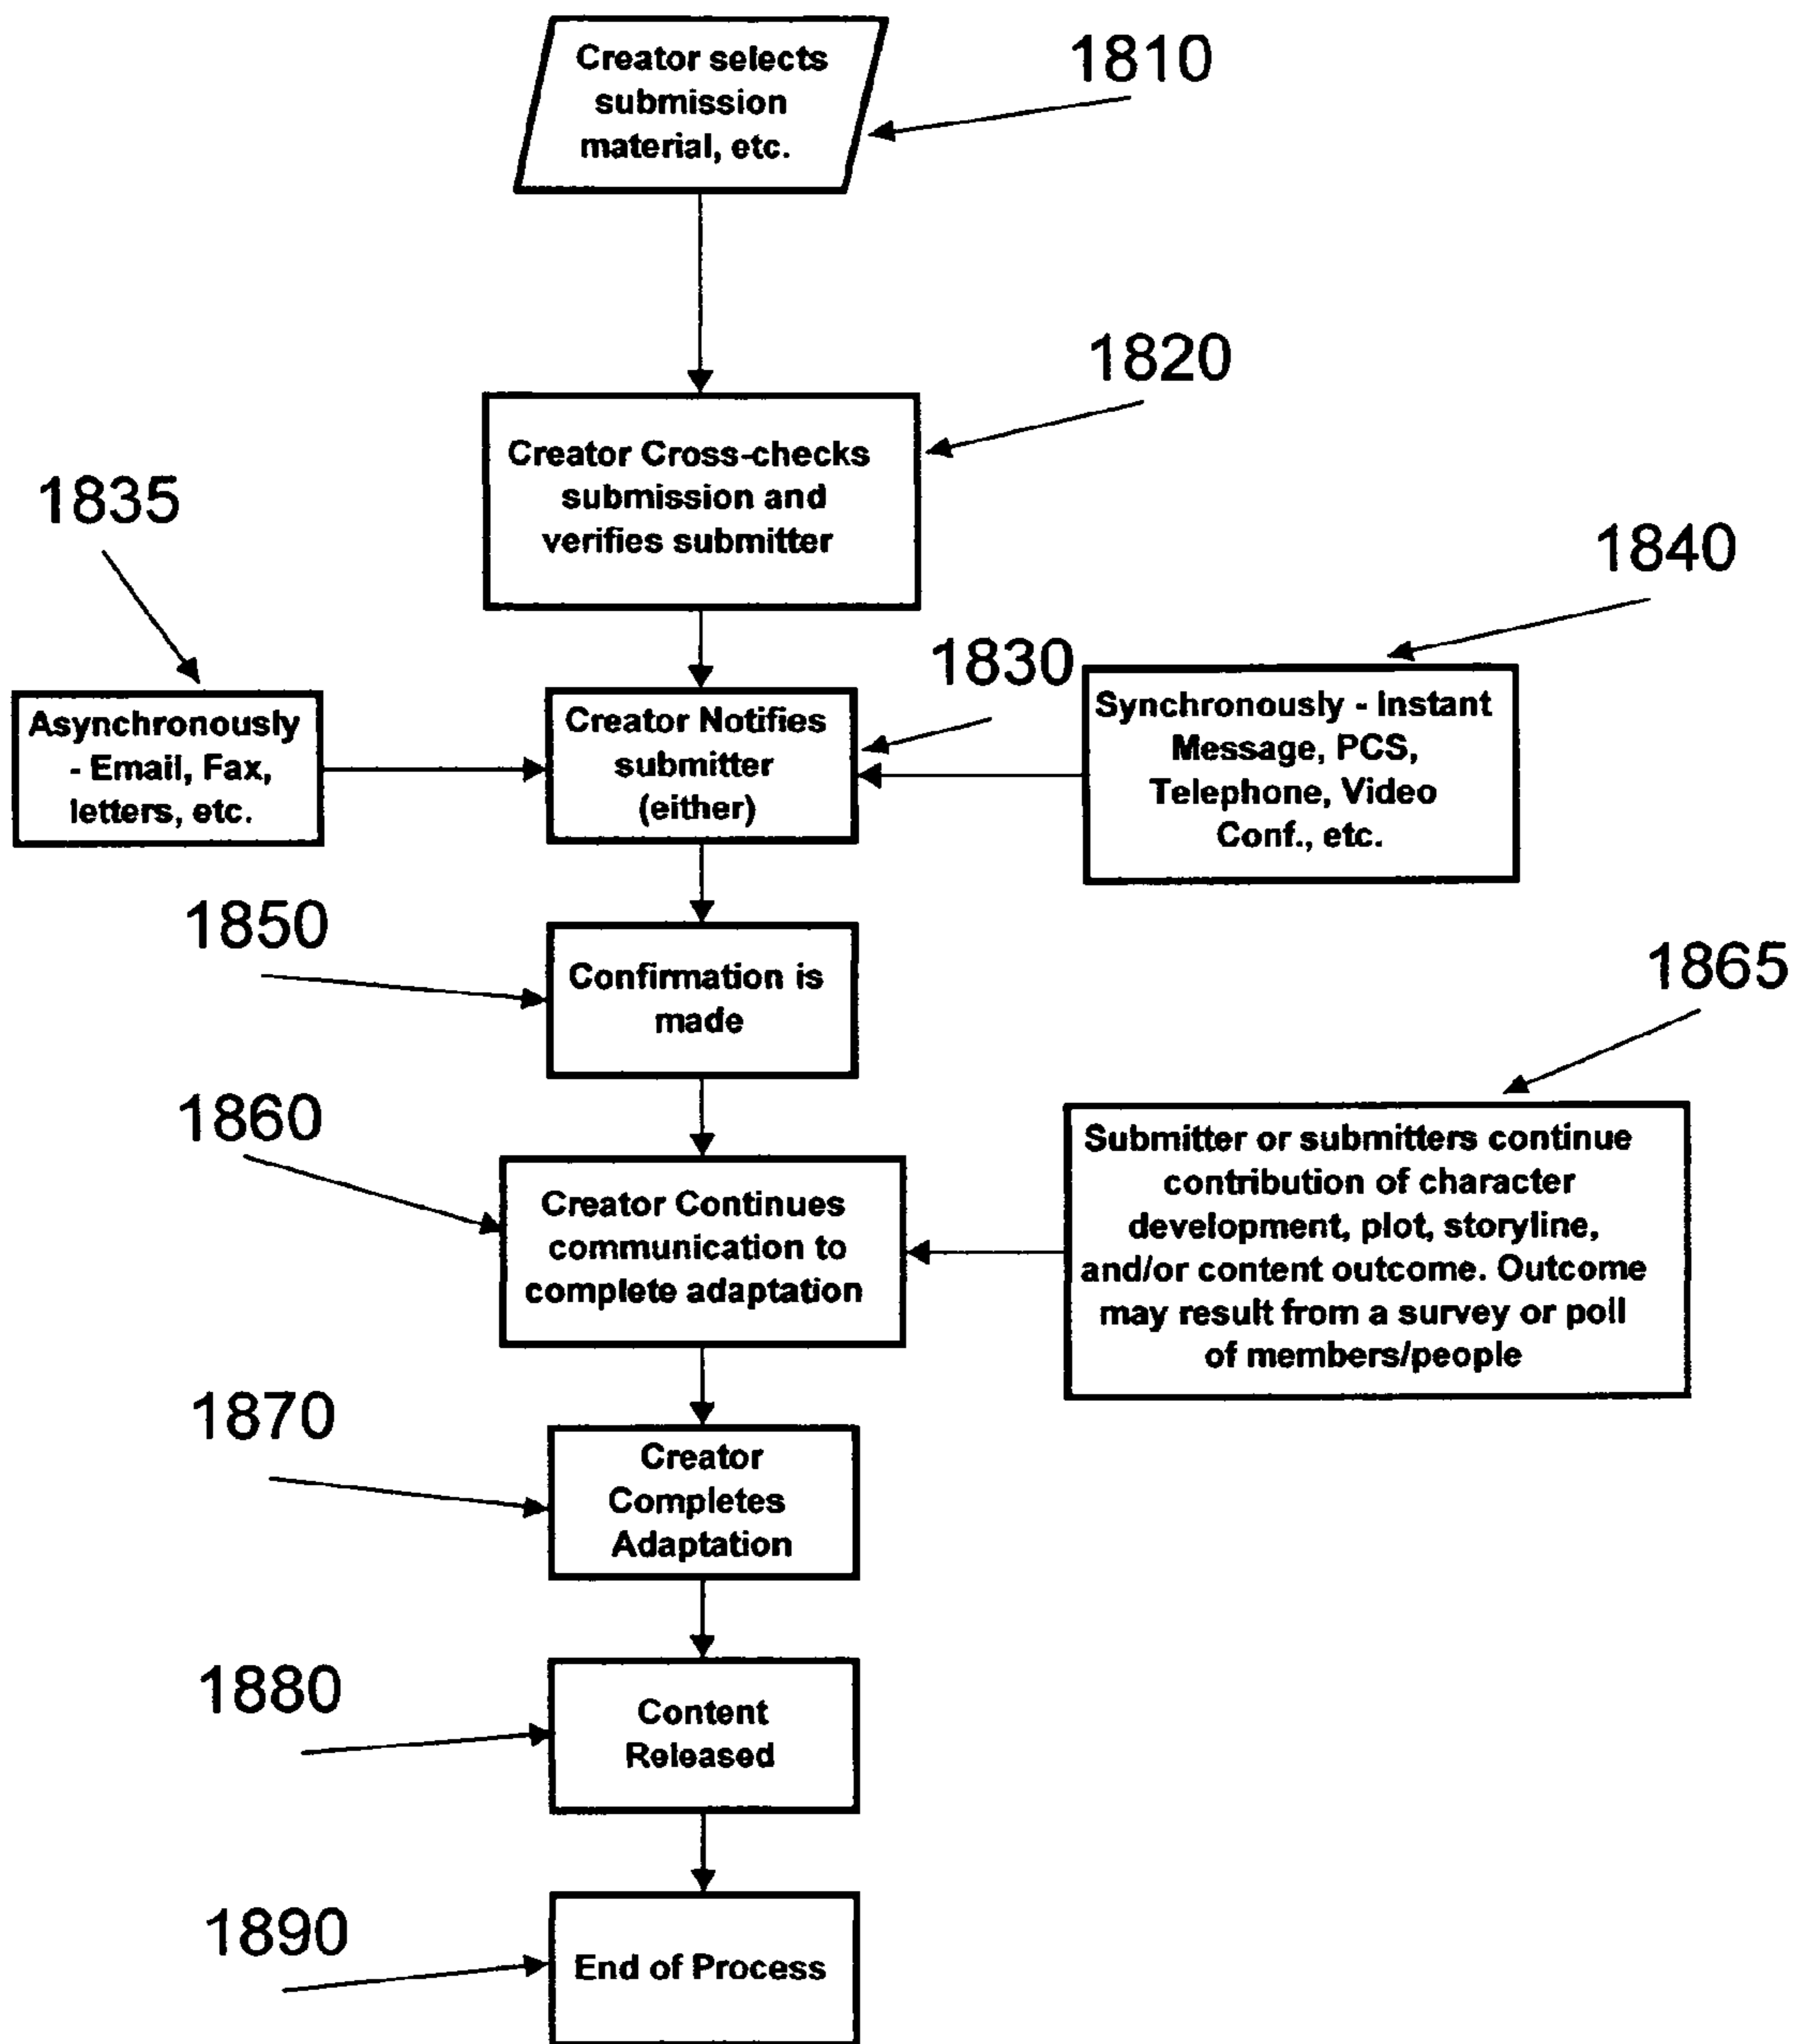 Creator selects
submission
material, etc.
1810
1820
Creator Cross-checks
submission and
verifies submitter
1835
1840
1830
Asynchronously
- Email, Fax,
letters, etc.
Creator Notifies
submitter
(either)
Synchronously - Instant
Message, PCS,
Telephone, Video
Conf., etc.
1850
Confirmation is
made
1865
1860
Creator Continues
communication to
complete adaptation
Submitter or submitters continue
contribution of character
development, plot, storyline,
and/or content outcome. Outcome
may result from a survey or poll
of members/people
1870
Creator
Completes
Adaptation
1880
Content
Released
1890
End of Process